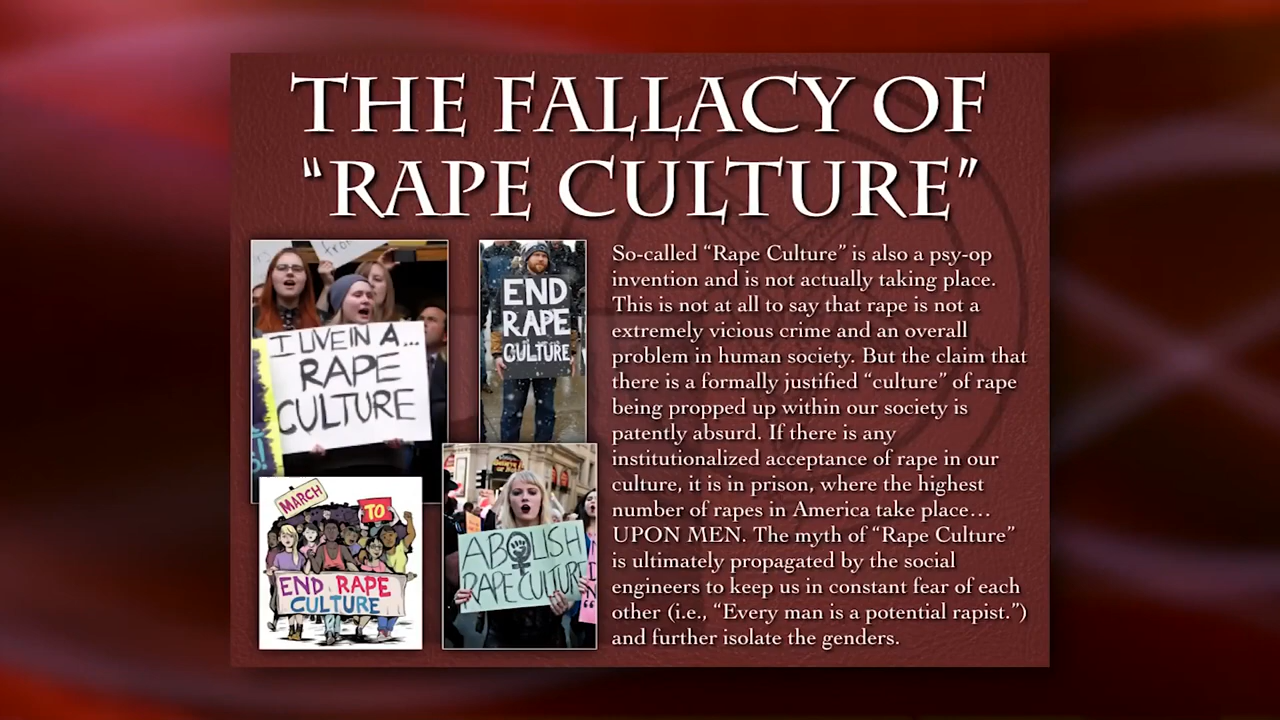 THE FALLACY OF
“RAPE CULTURE”
from
I LIVE IN A...
RAPE
CULTURE
S!
END
RAPE
CULTURE
MARCH
TO
END RAPE
CULTURE
ABOLISH
RAPE CULTURE
So-called “Rape Culture” is also a psy-op
invention and is not actually taking place.
This is not at all to say that rape is not a
extremely vicious crime and an overall
problem in human society. But the claim that
there is a formally justified “culture” of rape
being propped up within our society is
patently absurd. If there is any
institutionalized acceptance of rape in our
culture, it is in prison, where the highest
number of rapes in America take place…
UPON MEN. The myth of “Rape Culture”
is ultimately propagated by the social
engineers to keep us in constant fear of each
other (i.e., “Every man is a potential rapist.”)
and further isolate the genders.